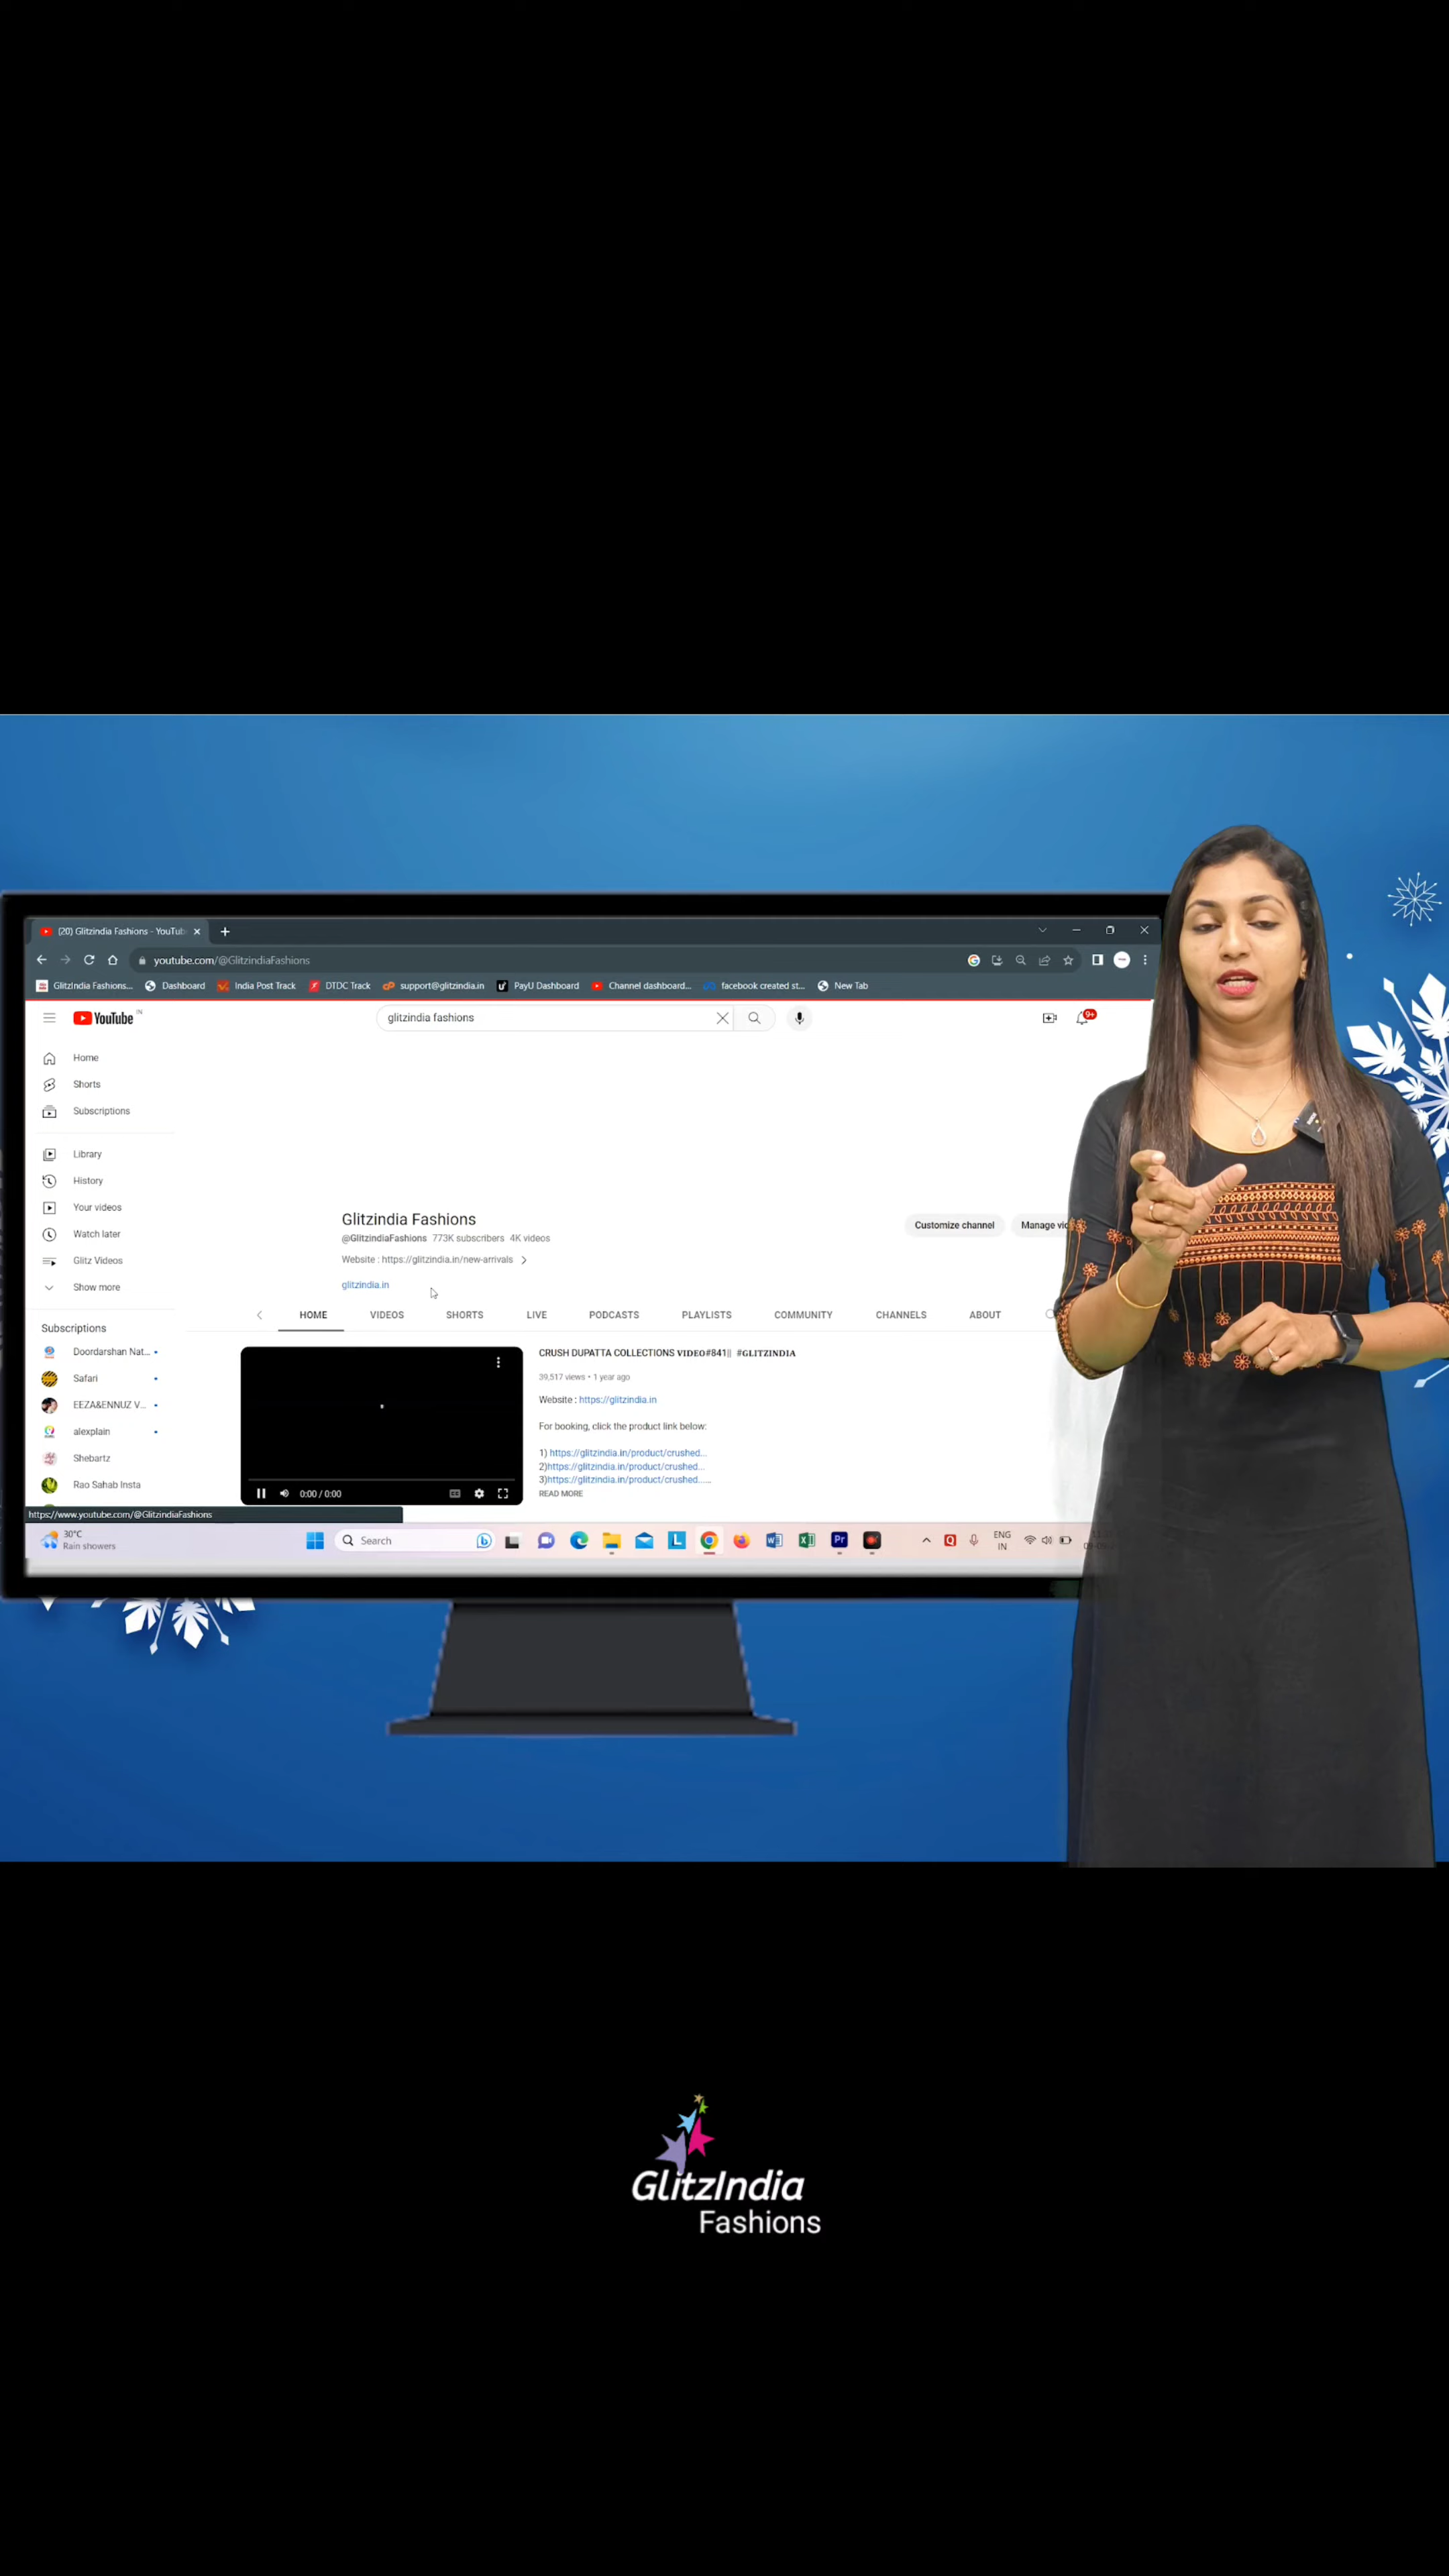 (20) Glitzindia Fashions - YouTub
youtube.com/@GlitzindiaFashions
GlitzIndia Fashions... Dashboard India Post Track DTDC Track support@glitzindia.in PayU Dashboard Channel dashboard... facebook created st... New Tab
YouTube IN
glitzindia fashions
9+
Home
Shorts
Subscriptions
Library
History
Your videos
Watch later
Glitz Videos
Show more
Subscriptions
Doordarshan Nat...
Safari
EEZA&ENNUZ V...
alexplain
Shebartz
Rao Sahab Insta
https://www.youtube.com/@GlitzindiaFashions
Glitzindia Fashions
@GlitzindiaFashions 773K subscribers 4K videos
Website : https://glitzindia.in/new-arrivals
glitzindia.in
Customize channel
HOME VIDEOS SHORTS LIVE PODCASTS PLAYLISTS COMMUNITY CHANNELS ABOUT
0:00 / 0:00
CRUSH DUPATTA COLLECTIONS VIDEO#841|| #GLITZINDIA
39,517 views • 1 year ago
Website : https://glitzindia.in
For booking, click the product link below:
1) https://glitzindia.in/product/crushed...
2)https://glitzindia.in/product/crushed...
3)https://glitzindia.in/product/crushed......
READ MORE
30°C
Rain showers
Search
Pr
ENG
IN
GlitzIndia
Fashions